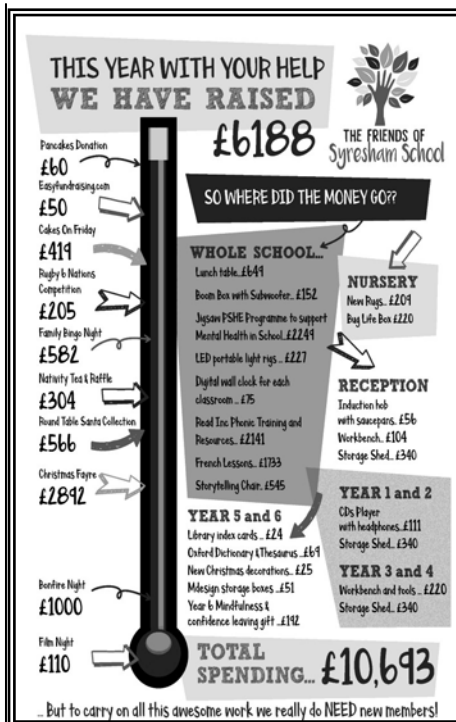 THIS YEAR WITH YOUR HELP
WE HAVE RAISED
£6188
THE FRIENDS OF
Syresham School
Pancakes Donation
£60
Easyfundraising.com
£50
Cakes On Friday
£419
Rugby 6 Nations
Competition
£205
Family Bingo Night
£582
Nativity Tea & Raffle
£304
Round Table Santa Collection
£566
Christmas Fayre
£2892
Bonfire Night
£1000
Film Night
£110
SO WHERE DID THE MONEY GO??
WHOLE SCHOOL...
Lunch table..£649
Boom Box with Subwoofer.. £152
Jigsaw PSHE Programme to support
Mental Health in School..£2249
LED portable light rigs ... £227
Digital wall clock for each
classroom ... £75
Read Inc Phonic Training and
Resources... £2141
French Lessons... £1733
Storytelling Chair.. £545
NURSERY
New Rugs.. £209
Bug Life Box £220
RECEPTION
Induction hob
with saucepans.. £56
Workbench.. £104
Storage Shed.. £340
YEAR 1 and 2
CDs Player
with headphones..£111
Storage Shed.. £340
YEAR 3 and 4
Workbench and tools .. £220
Storage Shed.. £340
YEAR 5 and 6
Library index cards ... £24
Oxford Dictionary &Thesaurus ..£69
New Christmas decorations.. £25
Mdesign storage boxes ... £51
Year 6 Mindfulness &
confidence leaving gift .. £192
TOTAL
SPENDING... £10,693
... But to carry on all this awesome work we really do NEED new members!